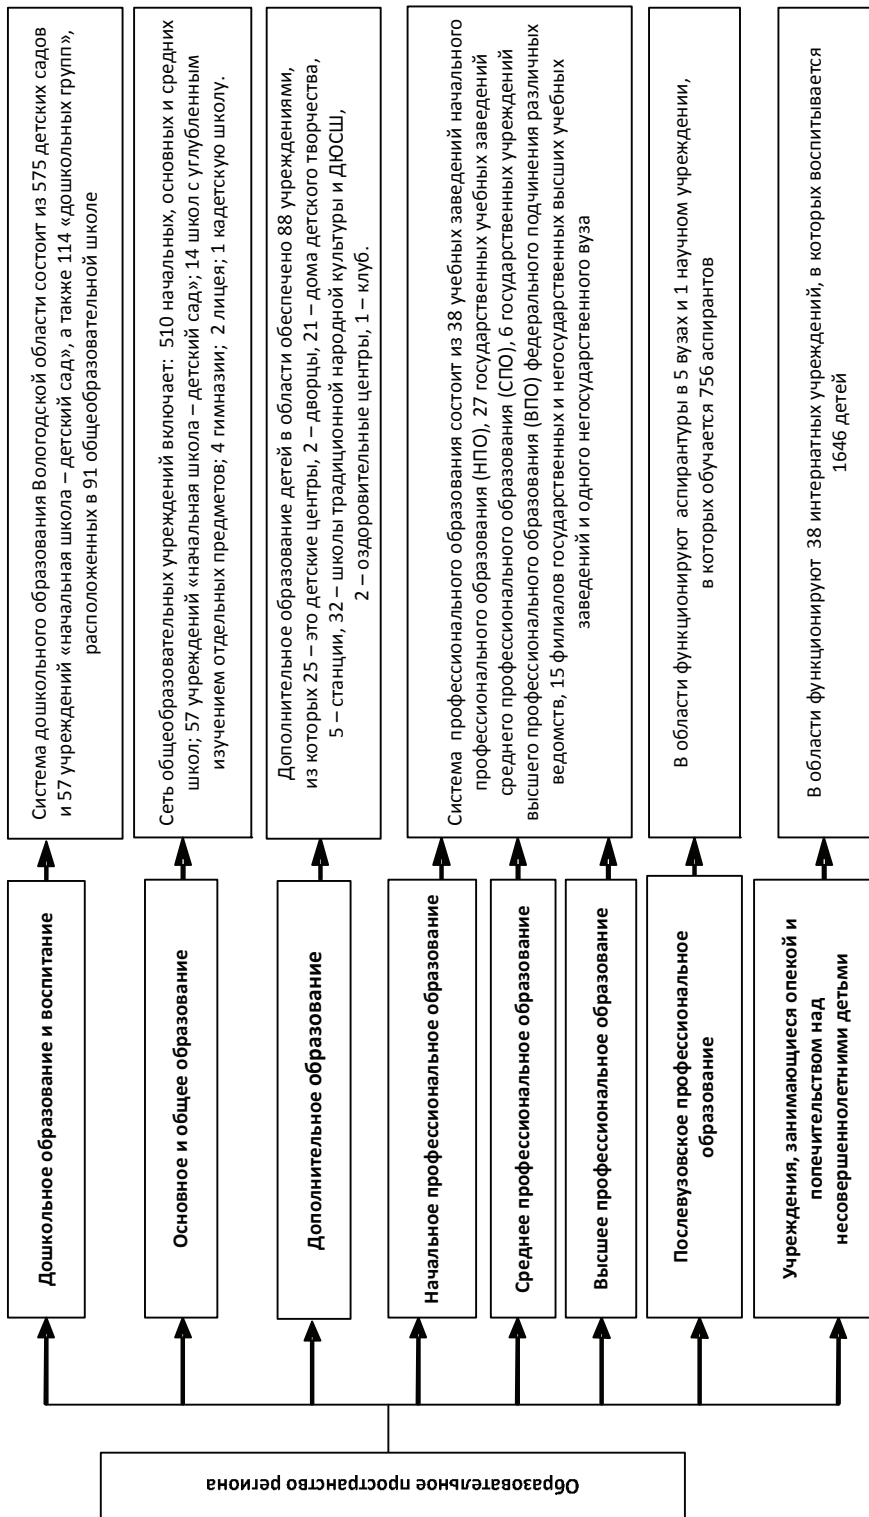 Образовательное пространство региона
Дошкольное образование и воспитание
Система дошкольного образования Вологодской области состоит из 575 детских садов
и 57 учреждений «начальная школа – детский сад», а также 114 «дошкольных групп»,
расположенных в 91 общеобразовательной школе
Основное и общее образование
Сеть общеобразовательных учреждений включает: 510 начальных, основных и средних
школ; 57 учреждений «начальная школа – детский сад»; 14 школ с углубленным
изучением отдельных предметов; 4 гимназии; 2 лицея; 1 кадетскую школу.
Дополнительное образование
Дополнительное образование детей в области обеспечено 88 учреждениями,
из которых 25 – это детские центры, 2 – дворцы, 21 – дома детского творчества,
5 – станции, 32 – школы традиционной народной культуры и ДЮСШ,
2 – оздоровительные центры, 1 – клуб.
Начальное профессиональное образование
Среднее профессиональное образование
Высшее профессиональное образование
Система профессионального образования состоит из 38 учебных заведений начального
профессионального образования (НПО), 27 государственных учебных заведений
среднего профессионального образования (СПО), 6 государственных учреждений
высшего профессионального образования (ВПО) федерального подчинения различных
ведомств, 15 филиалов государственных и негосударственных высших учебных
заведений и одного негосударственного вуза
Послевузовское профессиональное
образование
В области функционируют аспирантуры в 5 вузах и 1 научном учреждении,
в которых обучается 756 аспирантов
Учреждения, занимающиеся опекой и
попечительством над
несовершеннолетними детьми
В области функционируют 38 интернатных учреждений, в которых воспитывается
1646 детей